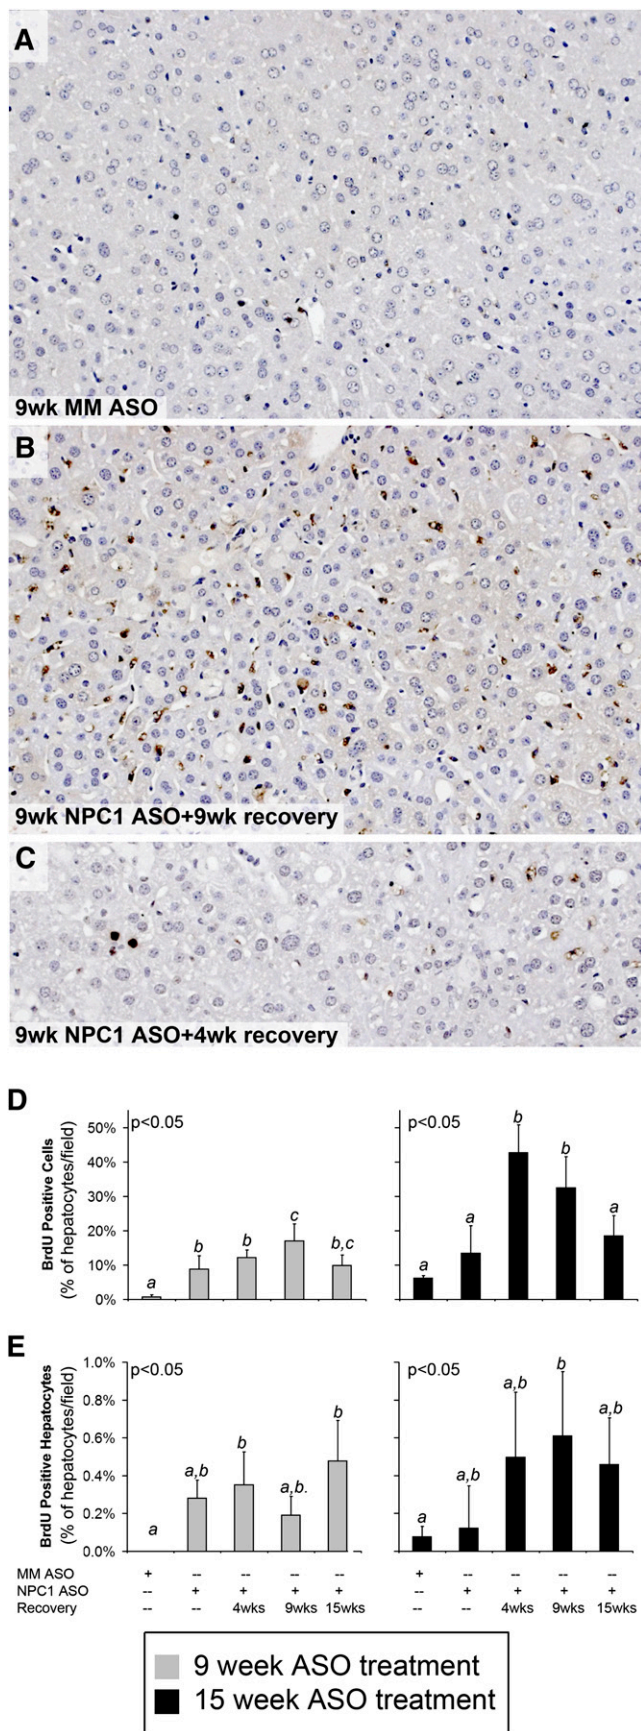 A
9wk MM ASO
B
9wk NPC1 ASO+9wk recovery
C
9wk NPC1 ASO+4wk recovery
D
BrdU Positive Cells
(% of hepatocytes/field)
50%
40%
30%
20%
10%
0%
p<0.05
a
b
b
c
b,c
p<0.05
a
a
b
b
a
E
BrdU Positive Hepatocytes
(% of hepatocytes/field)
1.0%
0.8%
0.6%
0.4%
0.2%
0.0%
p<0.05
a
a,b
b
a,b.
b
p<0.05
a
a,b
a,b
b
a,b
MM ASO + -- -- -- -- + -- -- -- --
NPC1 ASO -- + + + + -- + + + +
Recovery -- -- 4wks 9wks 15wks -- -- 4wks 9wks 15wks
9 week ASO treatment
15 week ASO treatment